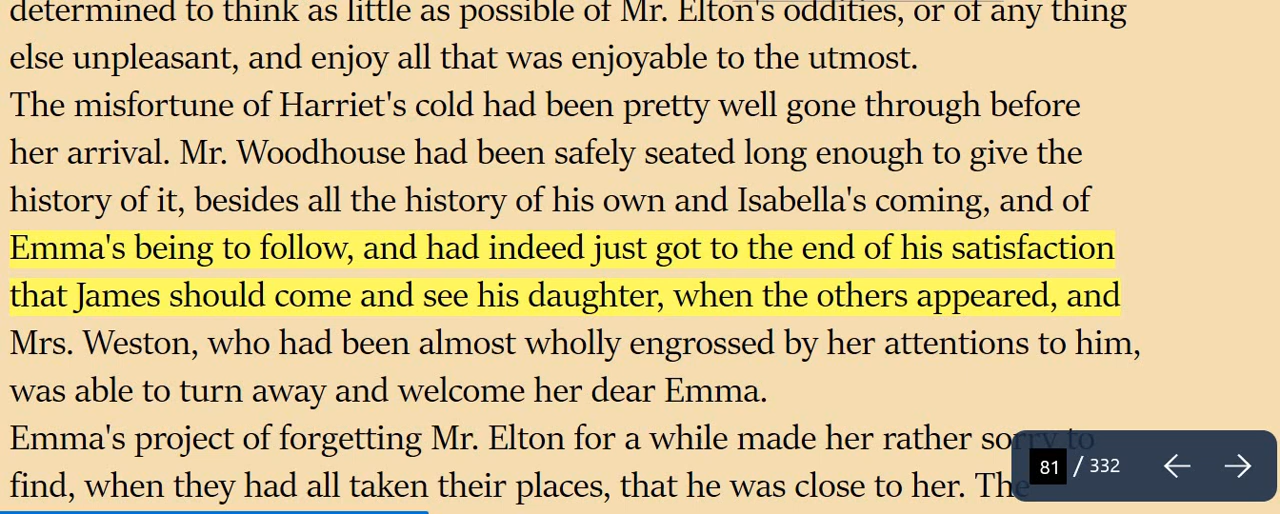 determined to think as little as possible of Mr. Elton's oddities, or of any thing
else unpleasant, and enjoy all that was enjoyable to the utmost.
The misfortune of Harriet's cold had been pretty well gone through before
her arrival. Mr. Woodhouse had been safely seated long enough to give the
history of it, besides all the history of his own and Isabella's coming, and of
Emma's being to follow, and had indeed just got to the end of his satisfaction
that James should come and see his daughter, when the others appeared, and
Mrs. Weston, who had been almost wholly engrossed by her attentions to him,
was able to turn away and welcome her dear Emma.
Emma's project of forgetting Mr. Elton for a while made her rather sorry to
find, when they had all taken their places, that he was close to her. The
81 / 332